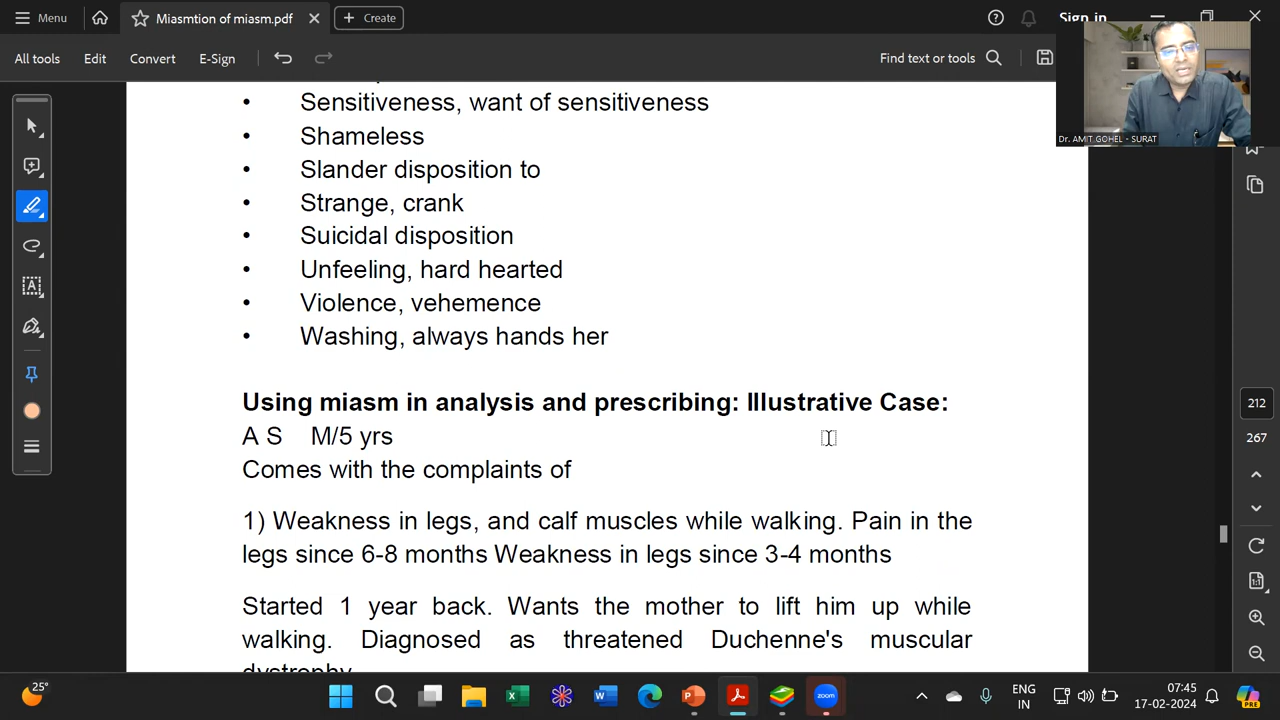 Menu
Miasmtion of miasm.pdf
Create
Sign in
All tools
Edit
Convert
E-Sign
Find text or tools
Dr. AMIT GOHEL - SURAT
• Sensitiveness, want of sensitiveness
• Shameless
• Slander disposition to
• Strange, crank
• Suicidal disposition
• Unfeeling, hard hearted
• Violence, vehemence
• Washing, always hands her
Using miasm in analysis and prescribing: Illustrative Case:
A S M/5 yrs
Comes with the complaints of
1) Weakness in legs, and calf muscles while walking. Pain in the
legs since 6-8 months Weakness in legs since 3-4 months
Started 1 year back. Wants the mother to lift him up while
walking. Diagnosed as threatened Duchenne's muscular
dystrophy
212
267
25°
ENG
IN
07:45
17-02-2024
PRE